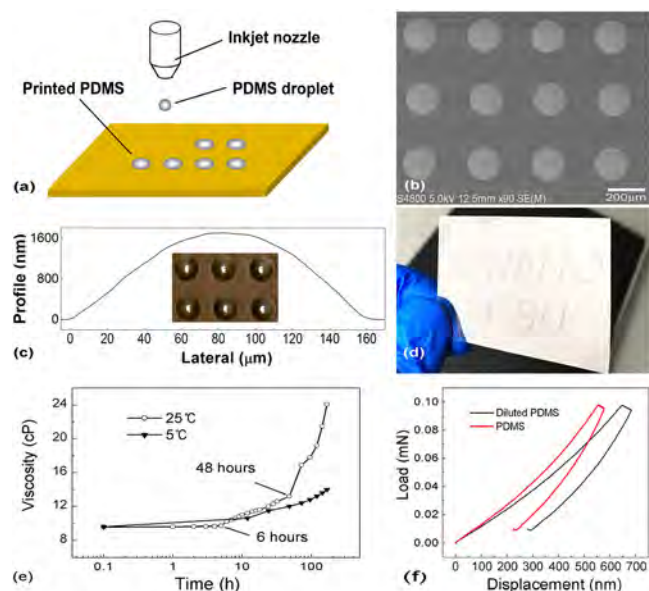 Inkjet nozzle
Printed PDMS
PDMS droplet
(a)
(b)
S4800 5.0kV 12.5mm x90 SE(M)
200μm
Profile (nm)
1600
800
0
0 20 40 60 80 100 120 140 160
Lateral (μm)
(c)
(d)
Viscosity (cP)
24
20
16
12
8
25℃
5℃
48 hours
6 hours
0.1 1 10 100
Time (h)
(e)
Load (mN)
0.10
0.08
0.06
0.04
0.02
0.00
Diluted PDMS
PDMS
0 100 200 300 400 500 600 700
Displacement (nm)
(f)